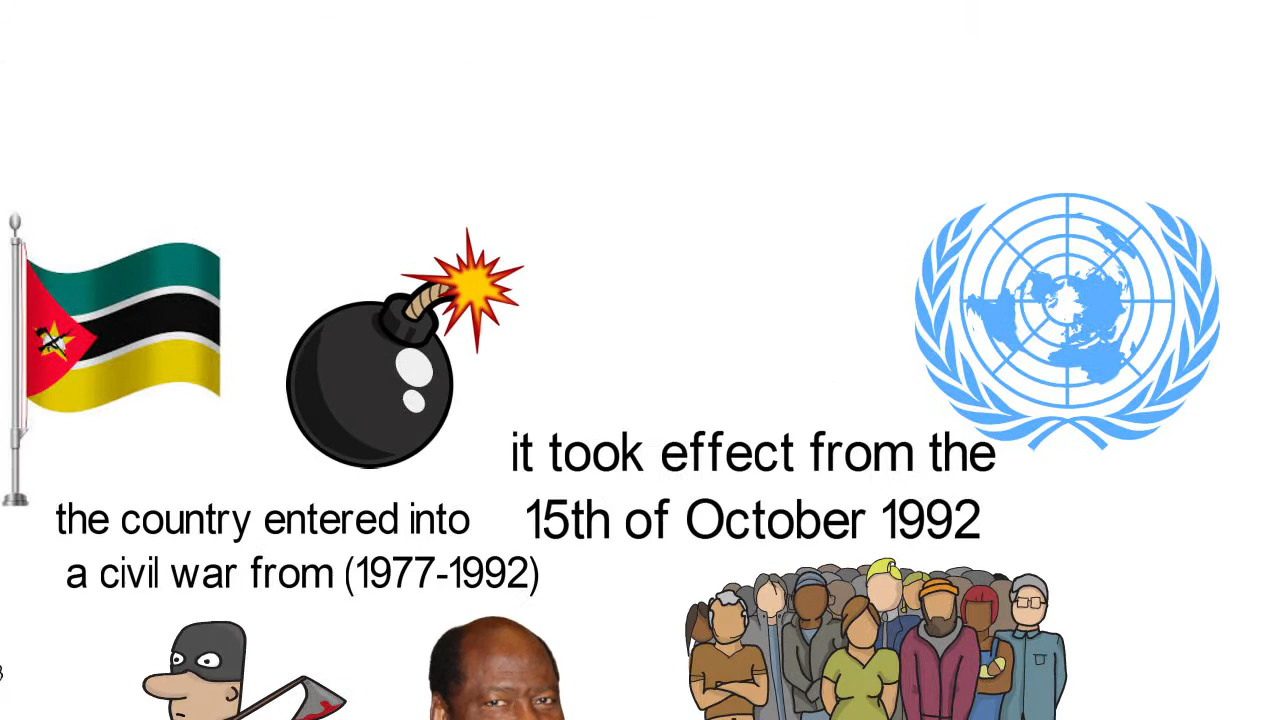 it took effect from the
15th of October 1992
the country entered into
a civil war from (1977-1992)